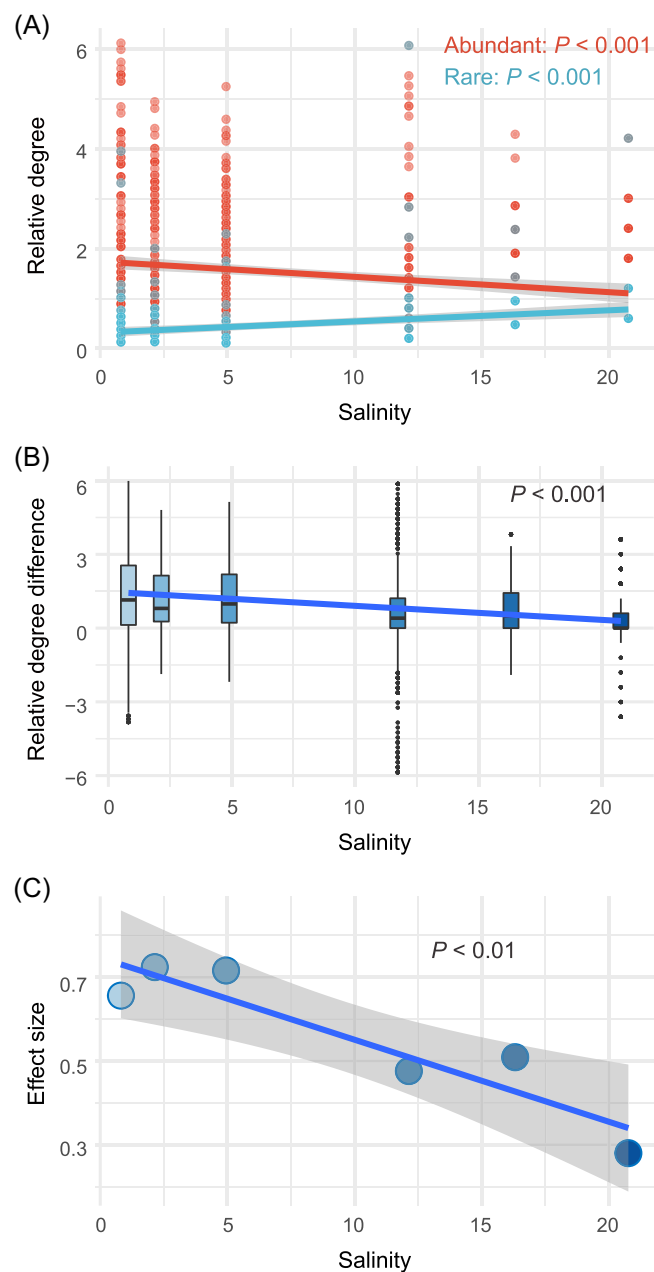 (A)
Abundant: P < 0.001
Rare: P < 0.001
Relative degree
6
4
2
0
0 5 10 15 20
Salinity
(B)
P < 0.001
Relative degree difference
6
3
0
−3
−6
0 5 10 15 20
Salinity
(C)
P < 0.01
Effect size
0.7
0.5
0.3
0 5 10 15 20
Salinity